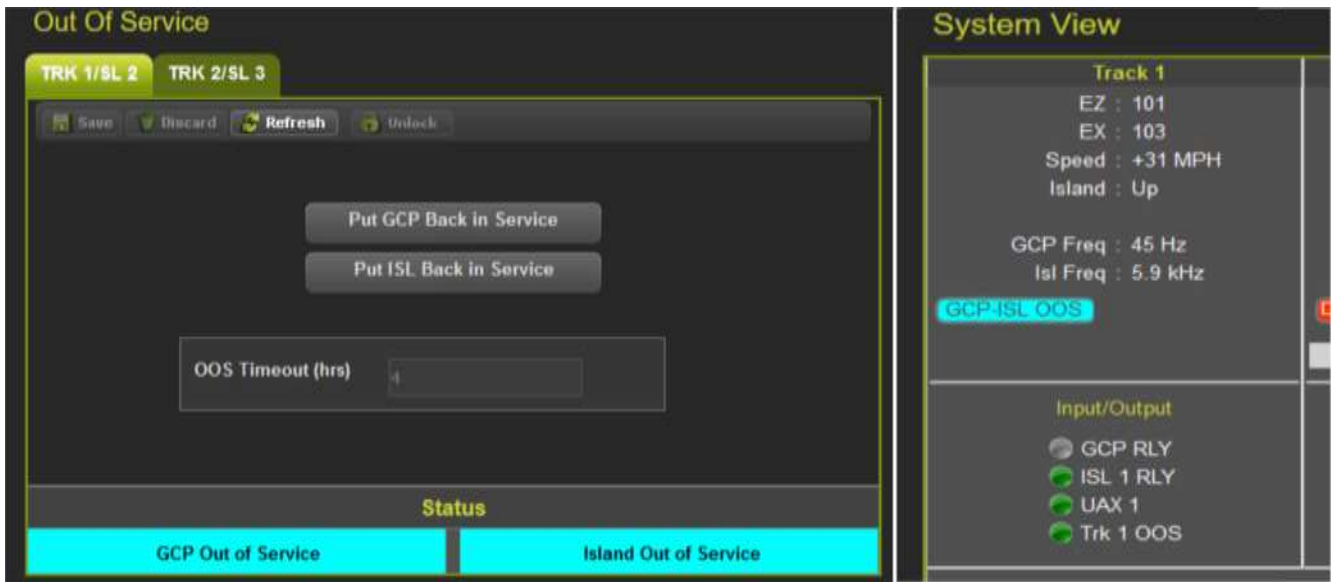 Out Of Service
TRK 1/SL 2
TRK 2/SL 3
Save
Discard
Refresh
Unlock
Put GCP Back in Service
Put ISL Back in Service
OOS Timeout (hrs)
4
Status
GCP Out of Service
Island Out of Service
System View
Track 1
EZ : 101
EX : 103
Speed : +31 MPH
Island : Up
GCP Freq : 45 Hz
Isl Freq : 5.9 kHz
GCP-ISL OOS
Input/Output
GCP RLY
ISL 1 RLY
UAX 1
Trk 1 OOS